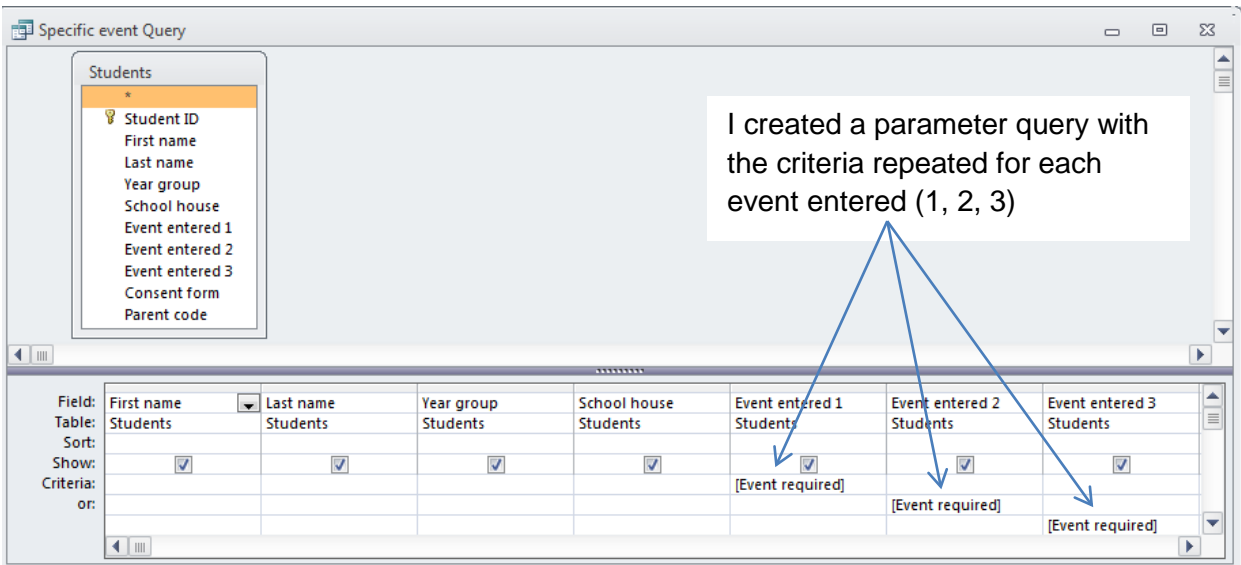 Specific event Query
Students
*
Student ID
First name
Last name
Year group
School house
Event entered 1
Event entered 2
Event entered 3
Consent form
Parent code
I created a parameter query with
the criteria repeated for each
event entered (1, 2, 3)
Field: First name Last name Year group School house Event entered 1 Event entered 2 Event entered 3
Table: Students Students Students Students Students Students Students
Sort:
Show:
Criteria: [Event required]
or: [Event required]
[Event required]